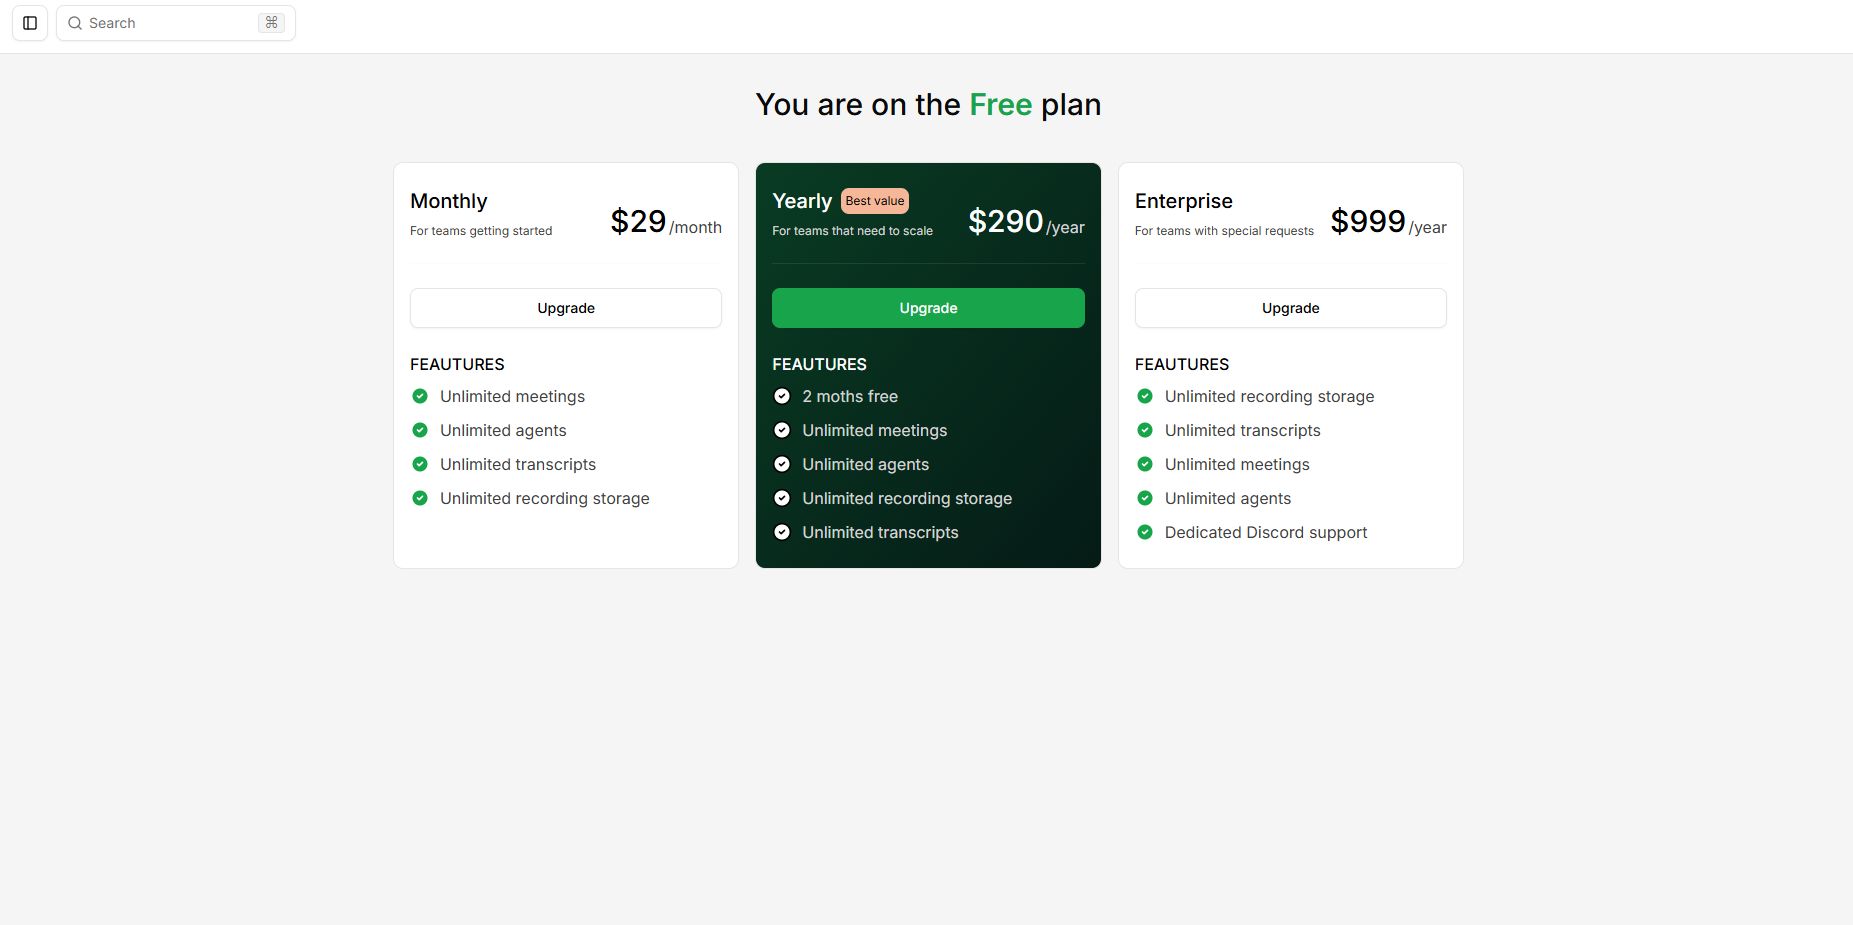 Search ⌘
You are on the Free plan
Monthly
For teams getting started
$29/month
Upgrade
FEAUTURES
Unlimited meetings
Unlimited agents
Unlimited transcripts
Unlimited recording storage
Yearly Best value
For teams that need to scale
$290/year
Upgrade
FEAUTURES
2 moths free
Unlimited meetings
Unlimited agents
Unlimited recording storage
Unlimited transcripts
Enterprise
For teams with special requests
$999/year
Upgrade
FEAUTURES
Unlimited recording storage
Unlimited transcripts
Unlimited meetings
Unlimited agents
Dedicated Discord support